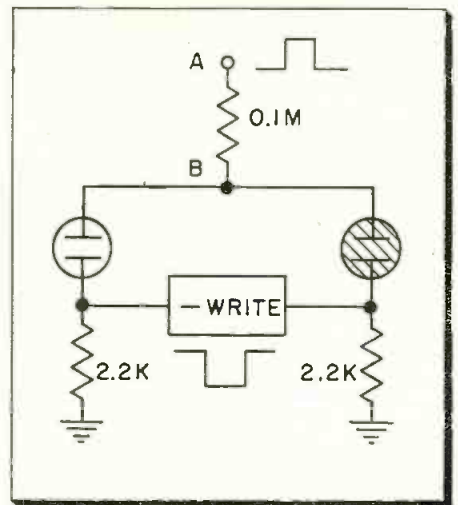 A
0.1M
B
— WRITE
2.2K
2.2K